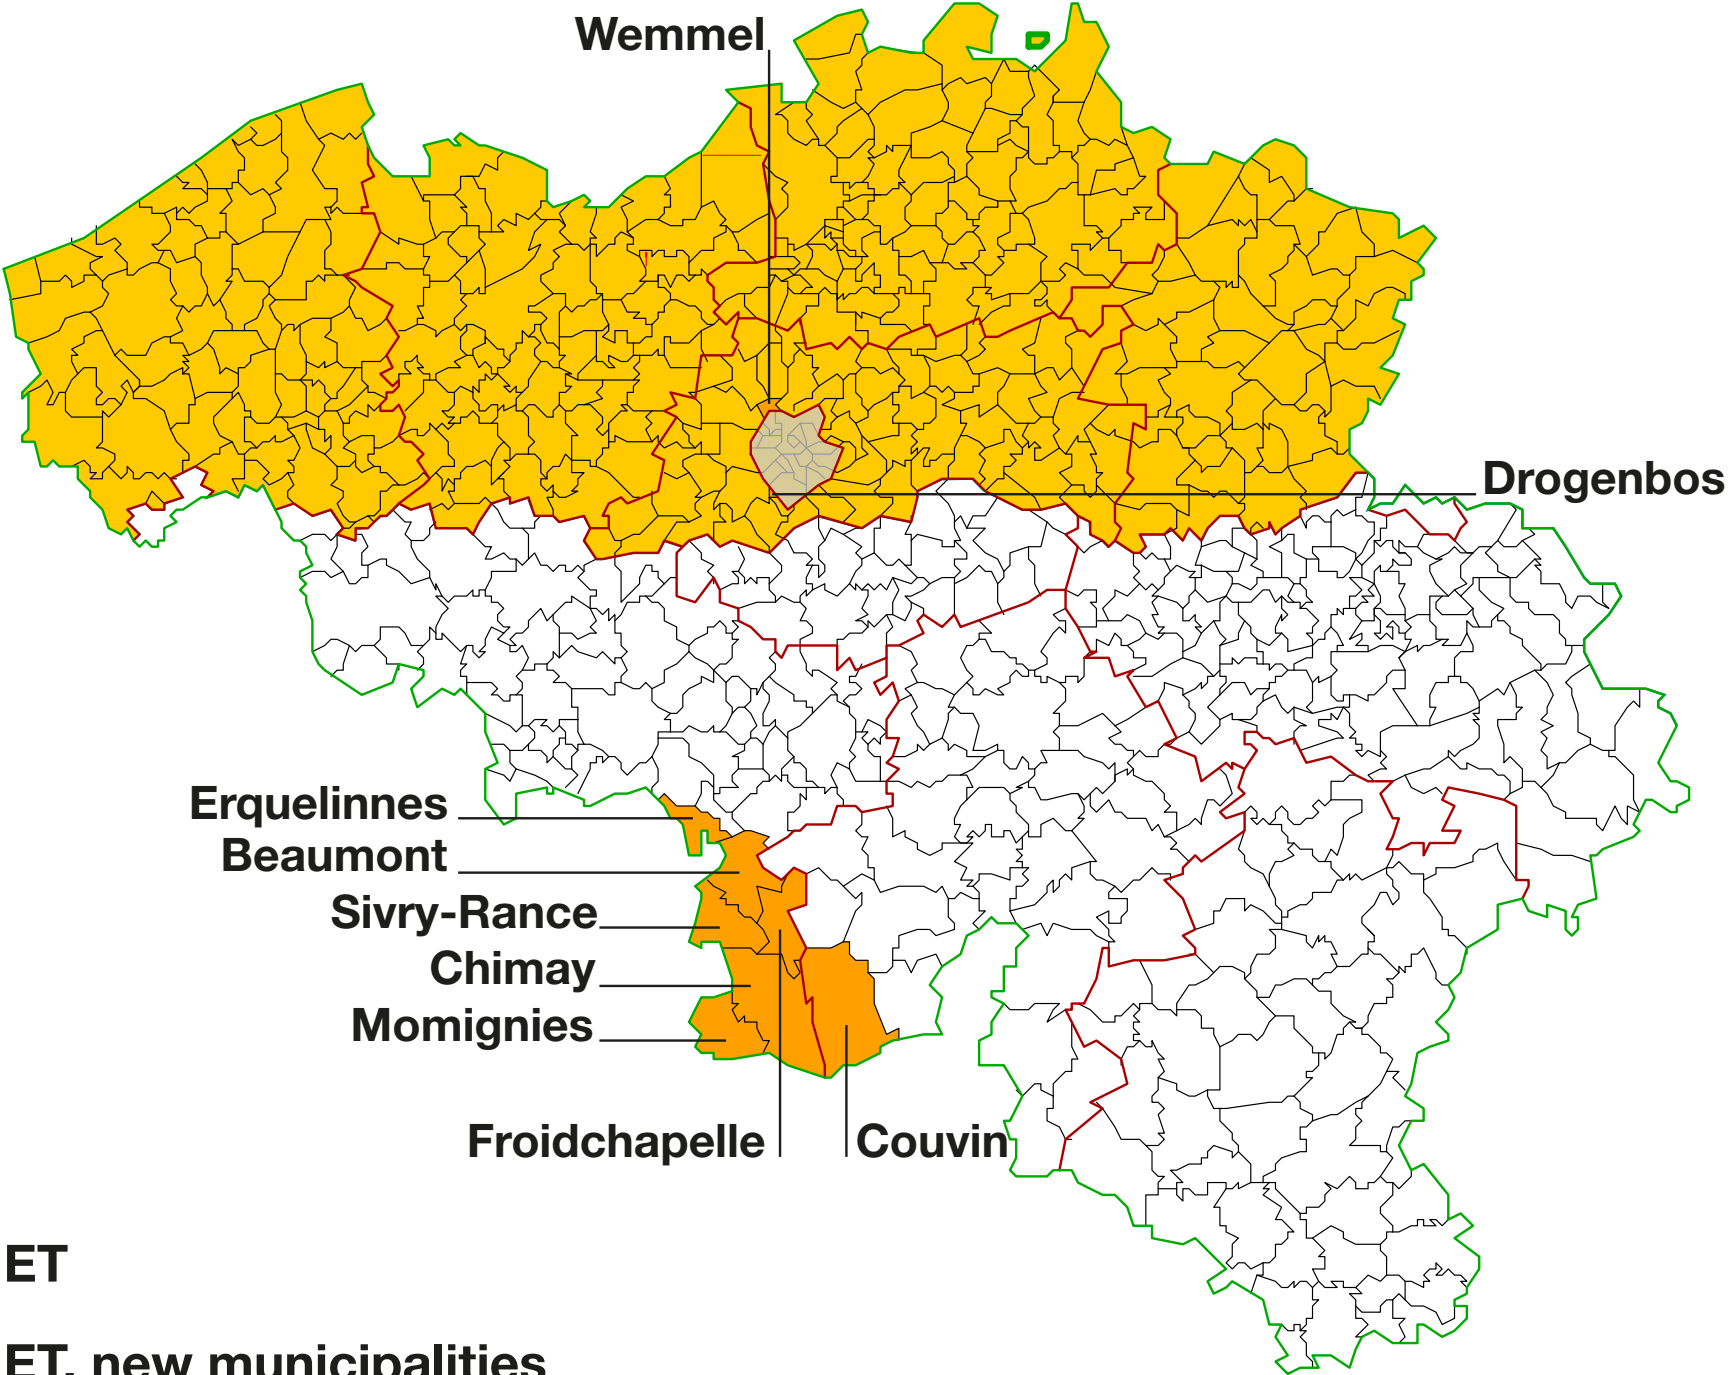 Wemmel
Drogenbos
Erquelinnes
Beaumont
Sivry-Rance
Chimay
Momignies
Froidchapelle
Couvin
ET
ET, new municipalities